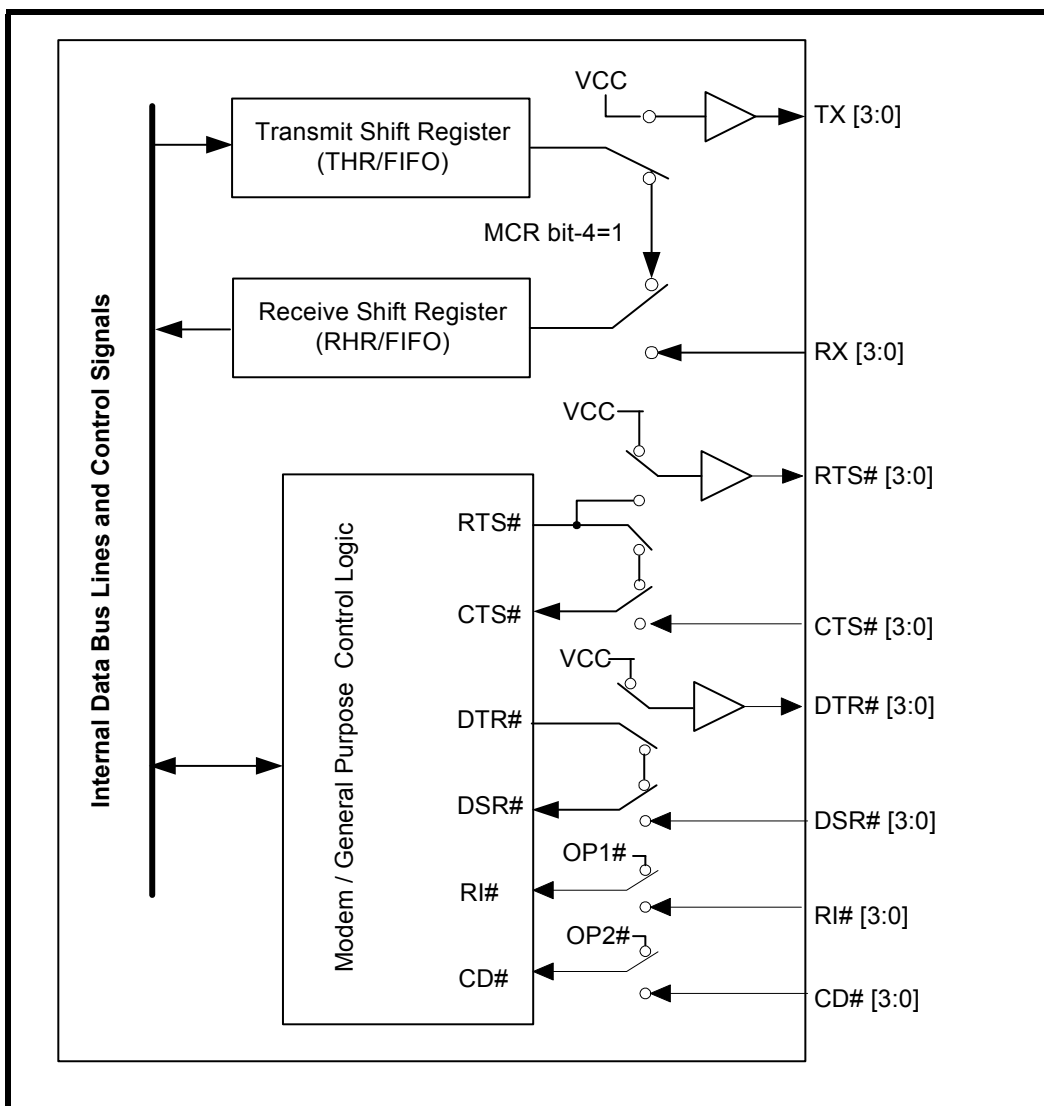 VCC
TX [3:0]
Transmit Shift Register
(THR/FIFO)
MCR bit-4=1
Receive Shift Register
(RHR/FIFO)
RX [3:0]
Internal Data Bus Lines and Control Signals
VCC
RTS# [3:0]
RTS#
CTS#
CTS# [3:0]
Modem / General Purpose Control Logic
VCC
DTR# [3:0]
DTR#
DSR#
DSR# [3:0]
OP1#
RI#
RI# [3:0]
OP2#
CD#
CD# [3:0]